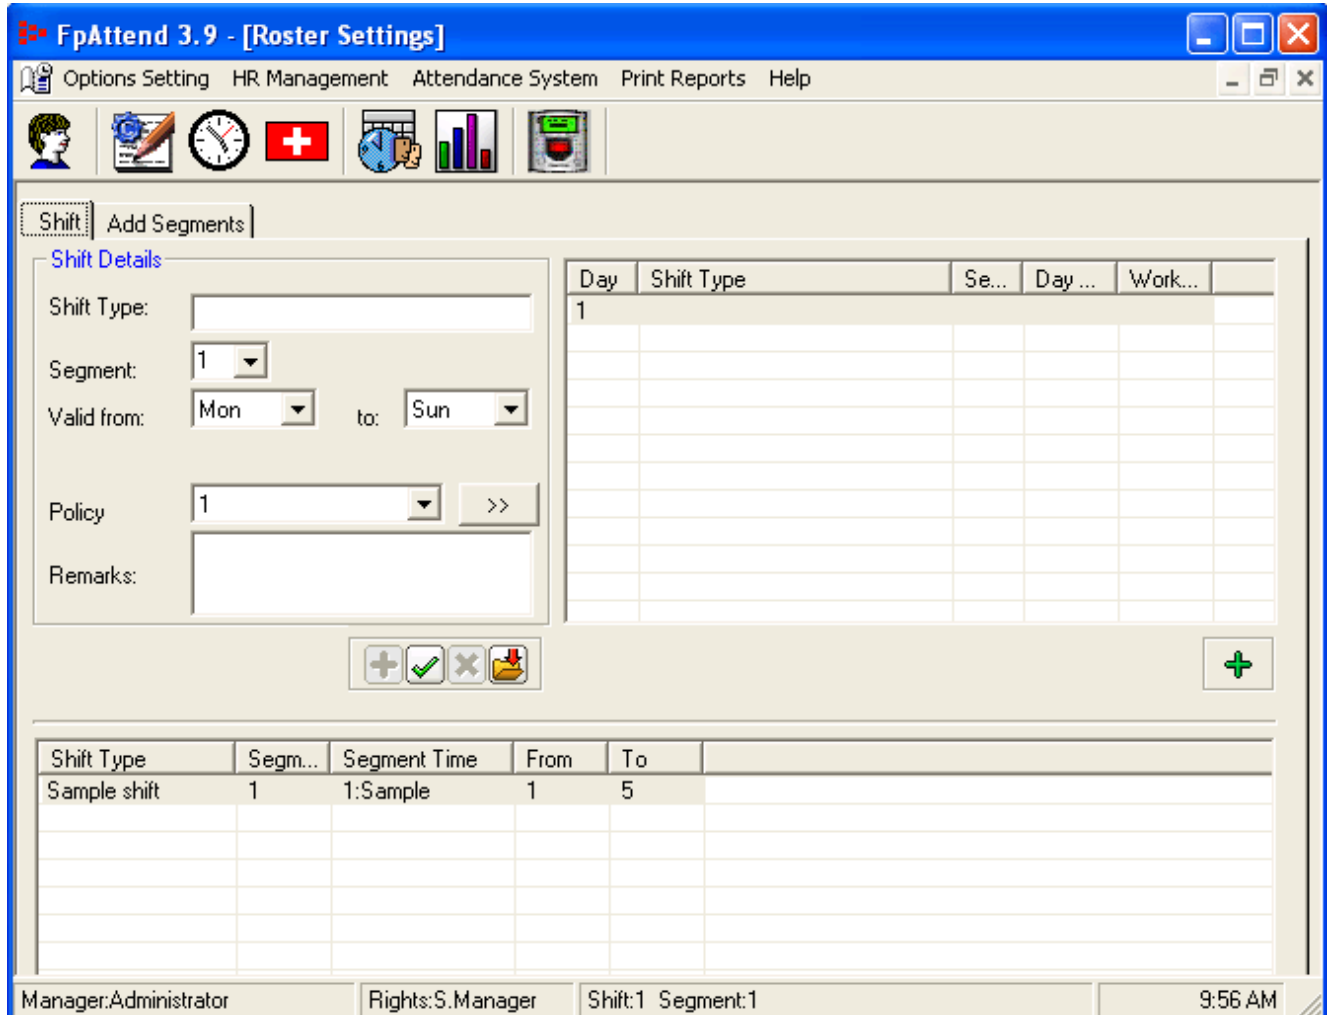 FpAttend 3.9 - [Roster Settings]
Options Setting HR Management Attendance System Print Reports Help
Shift Add Segments
Shift Details
Shift Type:
Segment: 1
Valid from: Mon to: Sun
Policy 1 >>
Remarks:
Day Shift Type Se... Day ... Work...
1
Shift Type Segm... Segment Time From To
Sample shift 1 1:Sample 1 5
Manager:Administrator Rights:S.Manager Shift:1 Segment:1 9:56 AM